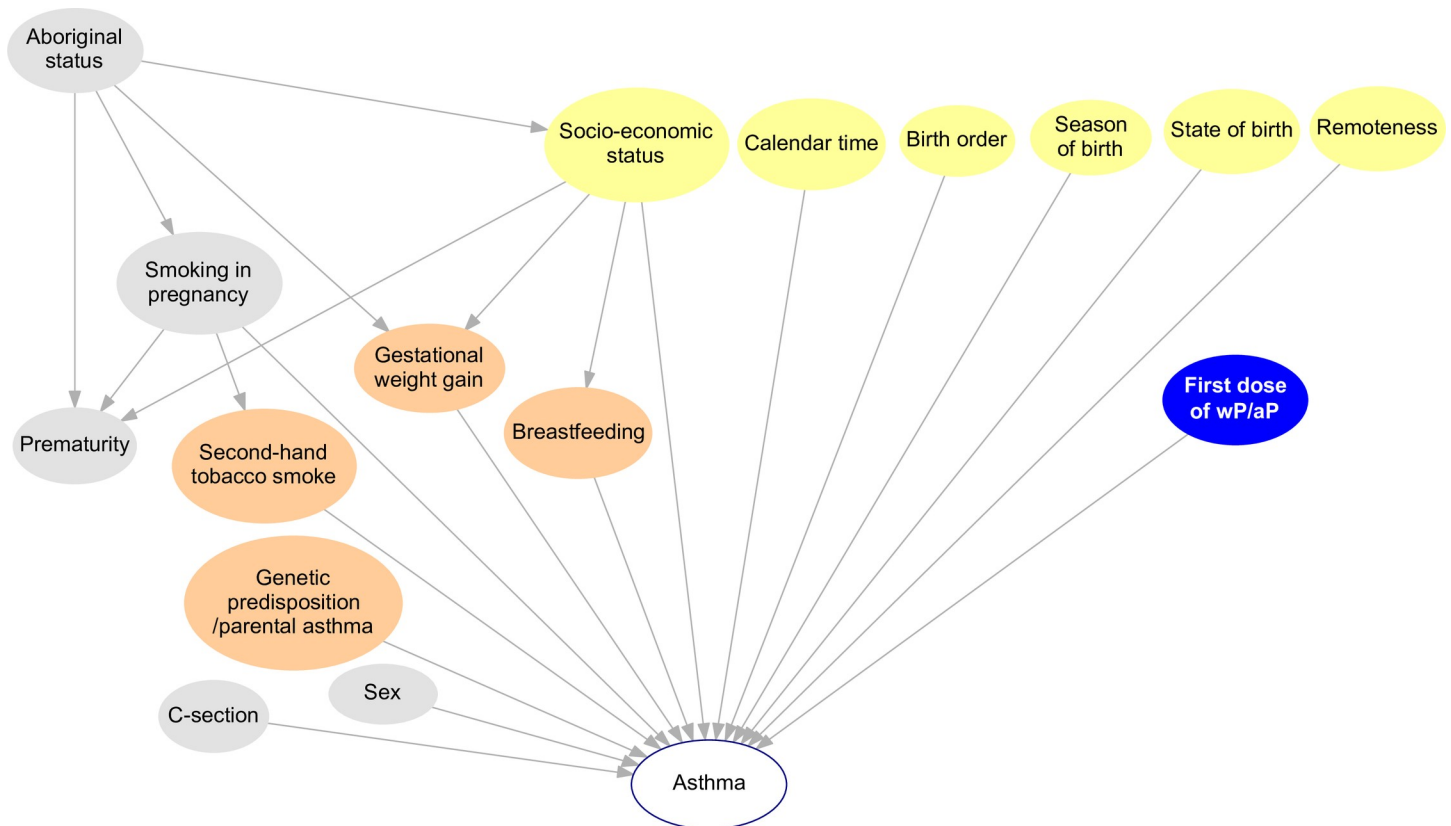 Aboriginal
status
Socio-economic
status
Calendar time
Birth order
Season
of birth
State of birth
Remoteness
Smoking in
pregnancy
Gestational
weight gain
First dose
of wP/aP
Breastfeeding
Prematurity
Second-hand
tobacco smoke
Genetic
predisposition
/parental asthma
Sex
C-section
Asthma